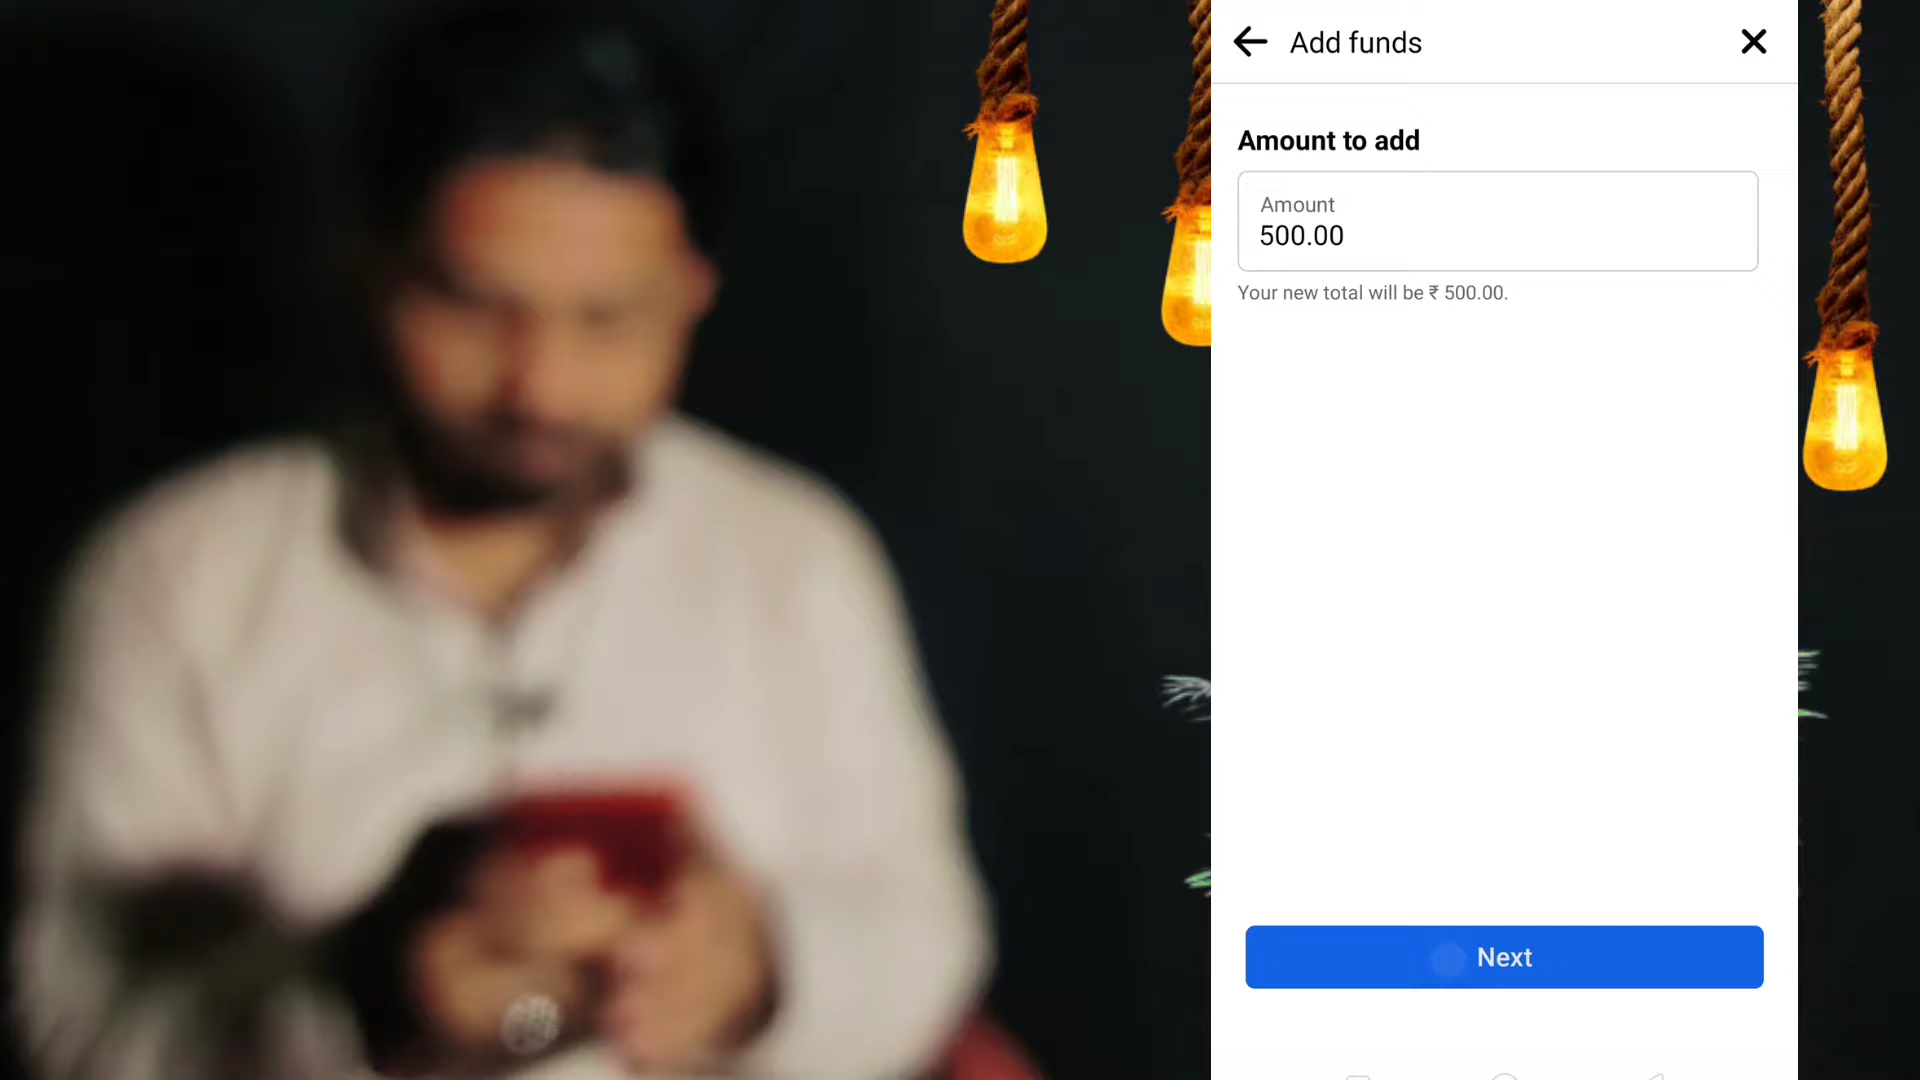 Add funds
Amount to add
Amount
500.00
Your new total will be ₹ 500.00.
Next